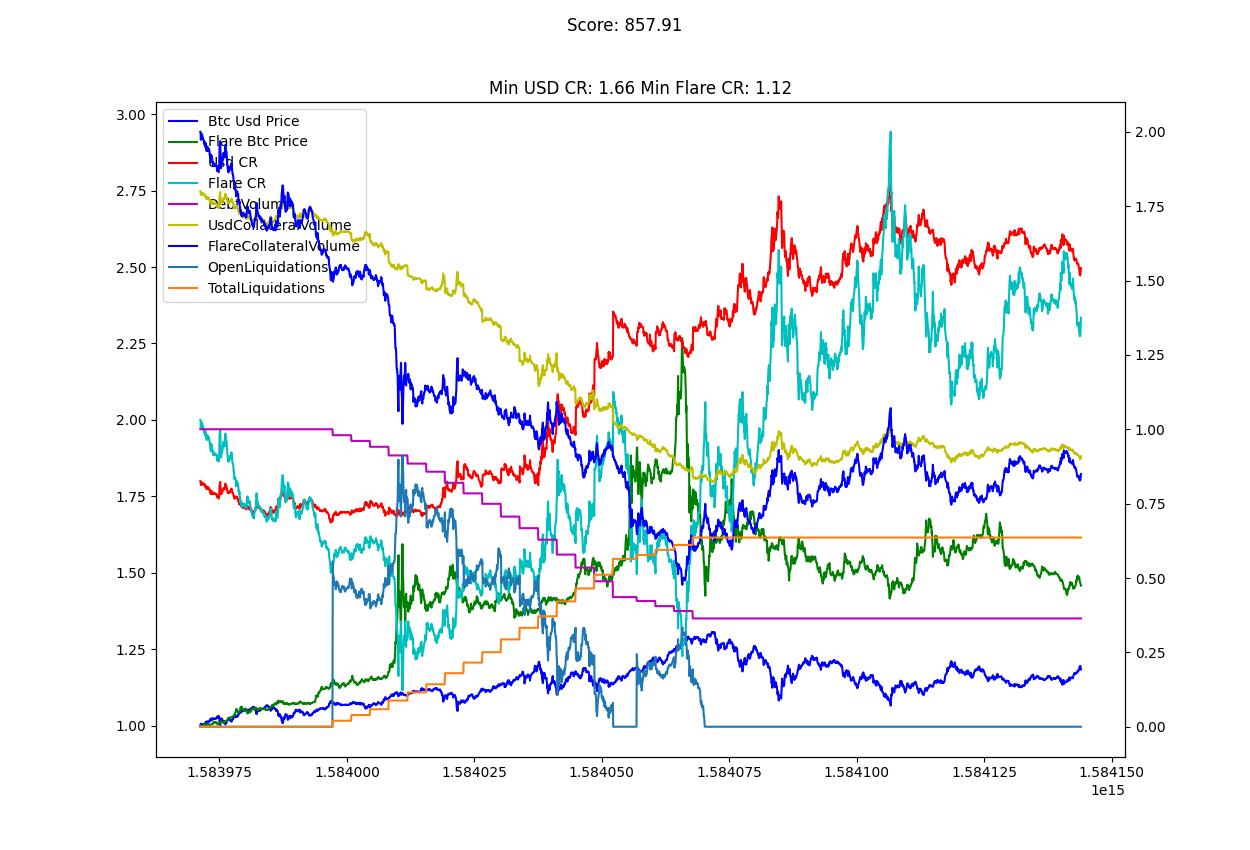 Score: 857.91
Min USD CR: 1.66 Min Flare CR: 1.12
Btc Usd Price
Flare Btc Price
Usd CR
Flare CR
DebtVolume
UsdCollateralVolume
FlareCollateralVolume
OpenLiquidations
TotalLiquidations
3.00
2.75
2.50
2.25
2.00
1.75
1.50
1.25
1.00
2.00
1.75
1.50
1.25
1.00
0.75
0.50
0.25
0.00
1.583975 1.584000 1.584025 1.584050 1.584075 1.584100 1.584125 1.584150
1e15